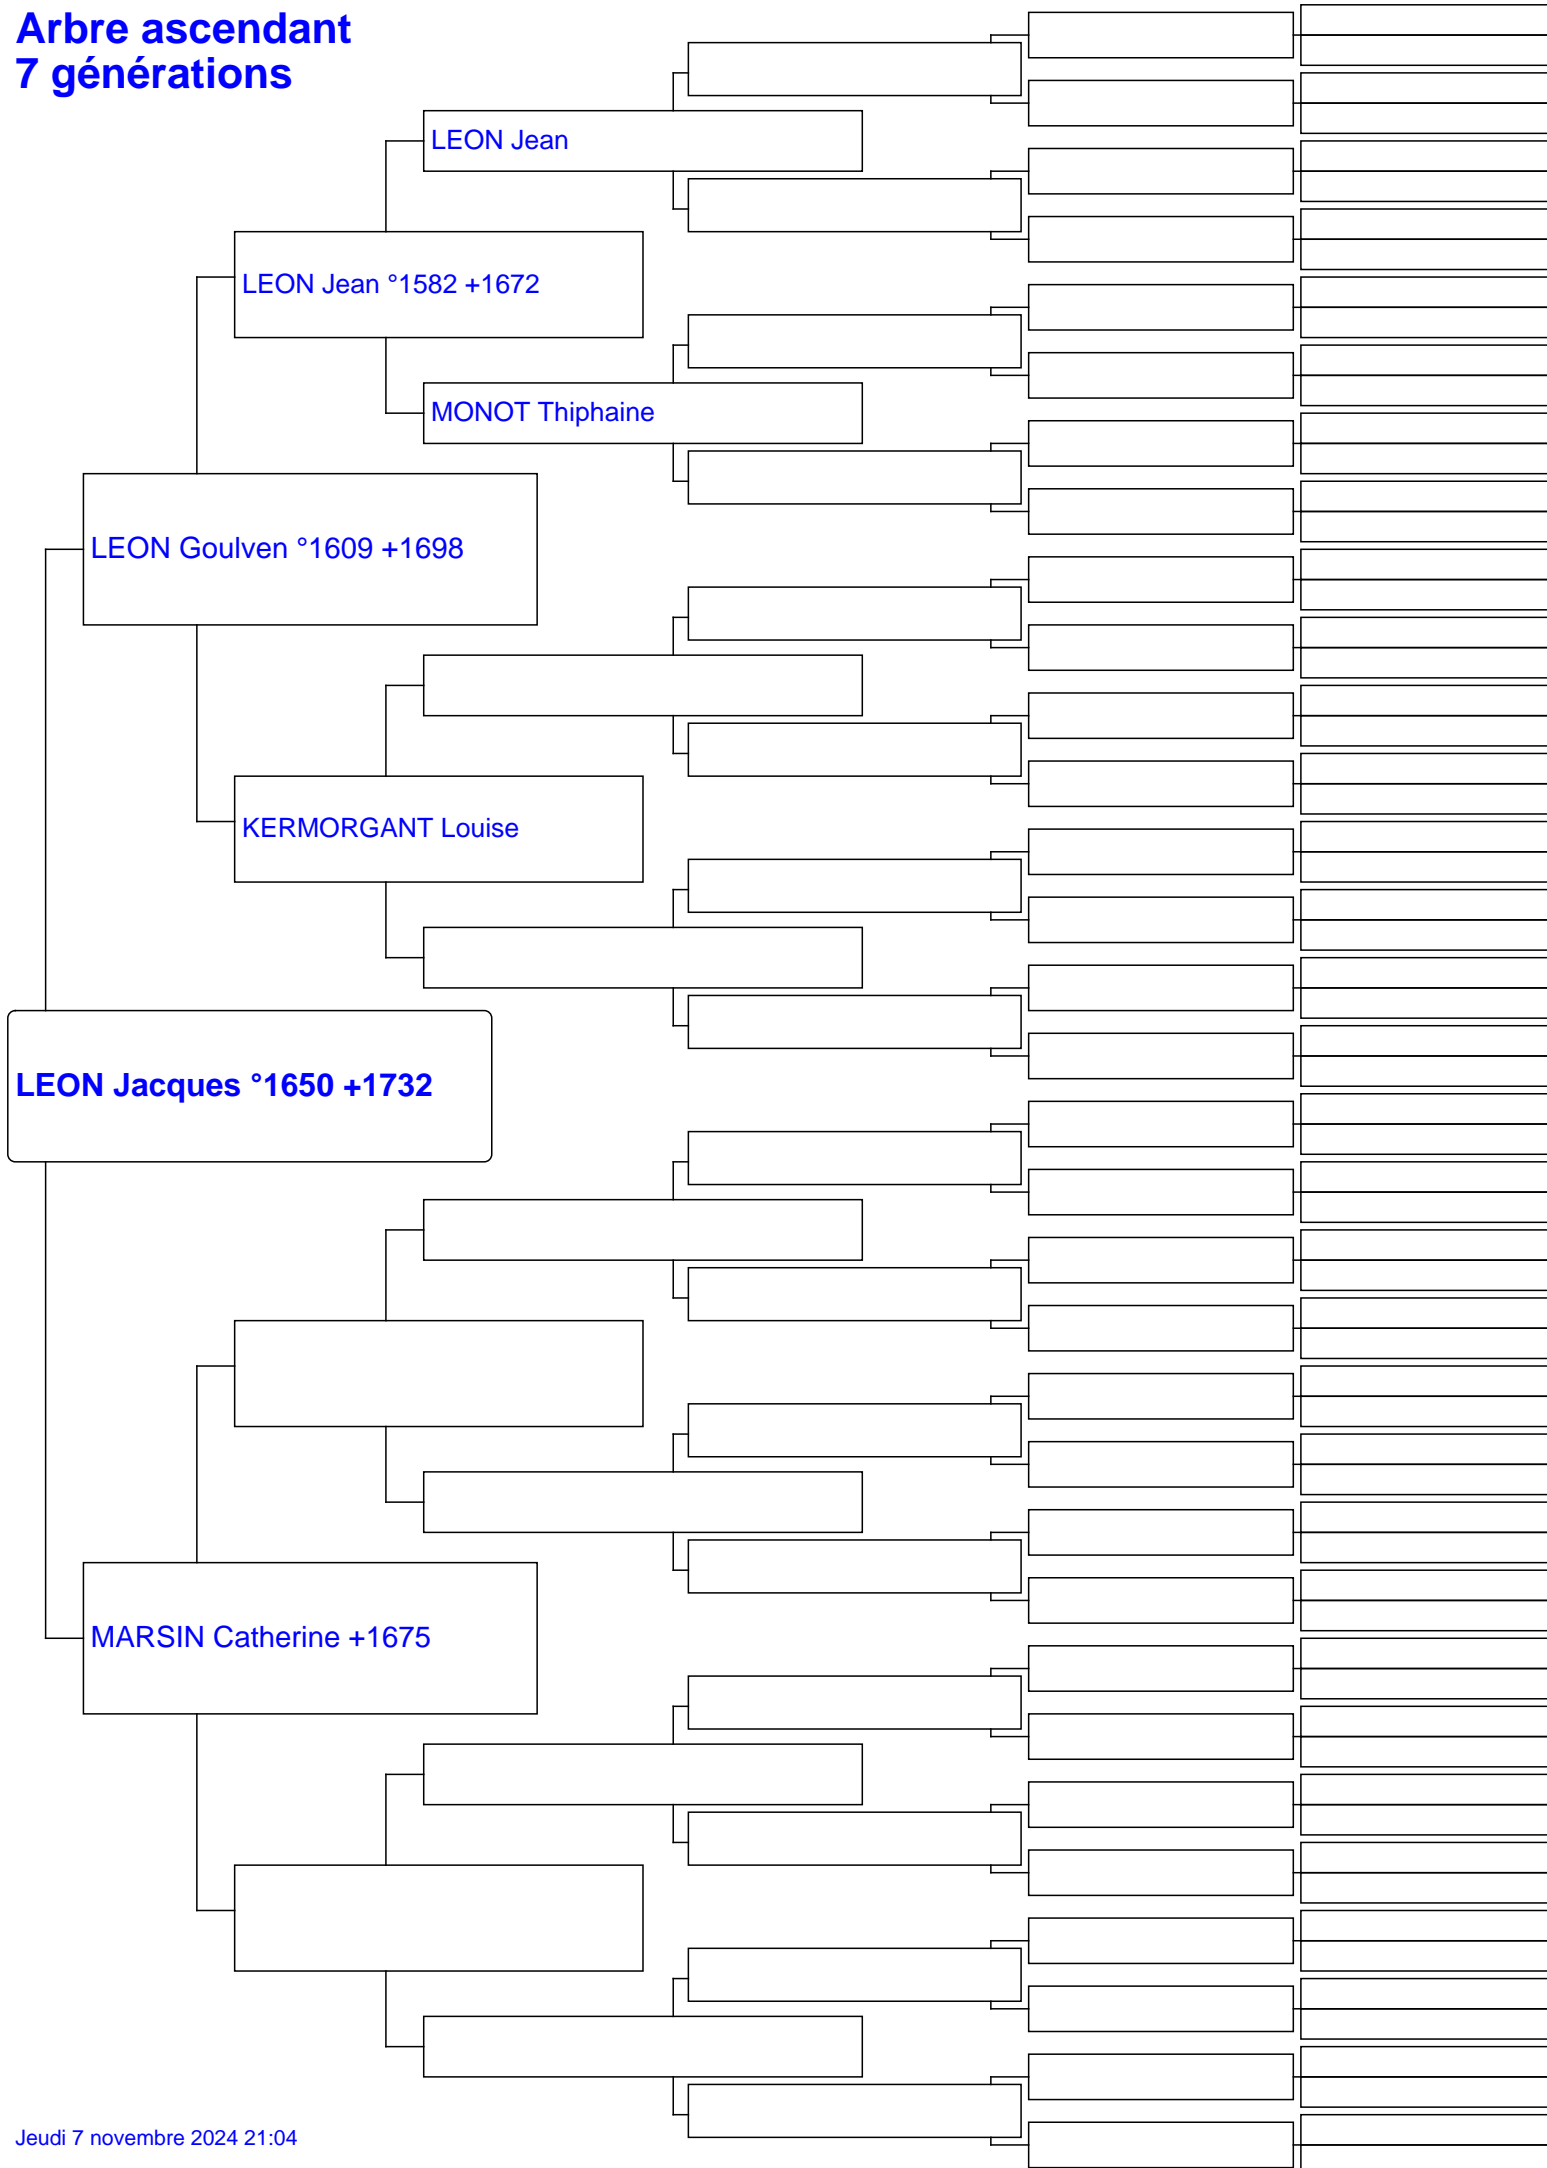 Arbre ascendant
7 générations
LEON Jean
LEON Jean °1582 +1672
MONOT Thiphaine
LEON Goulven °1609 +1698
KERMORGANT Louise
LEON Jacques °1650 +1732
MARSIN Catherine +1675
Jeudi 7 novembre 2024 21:04